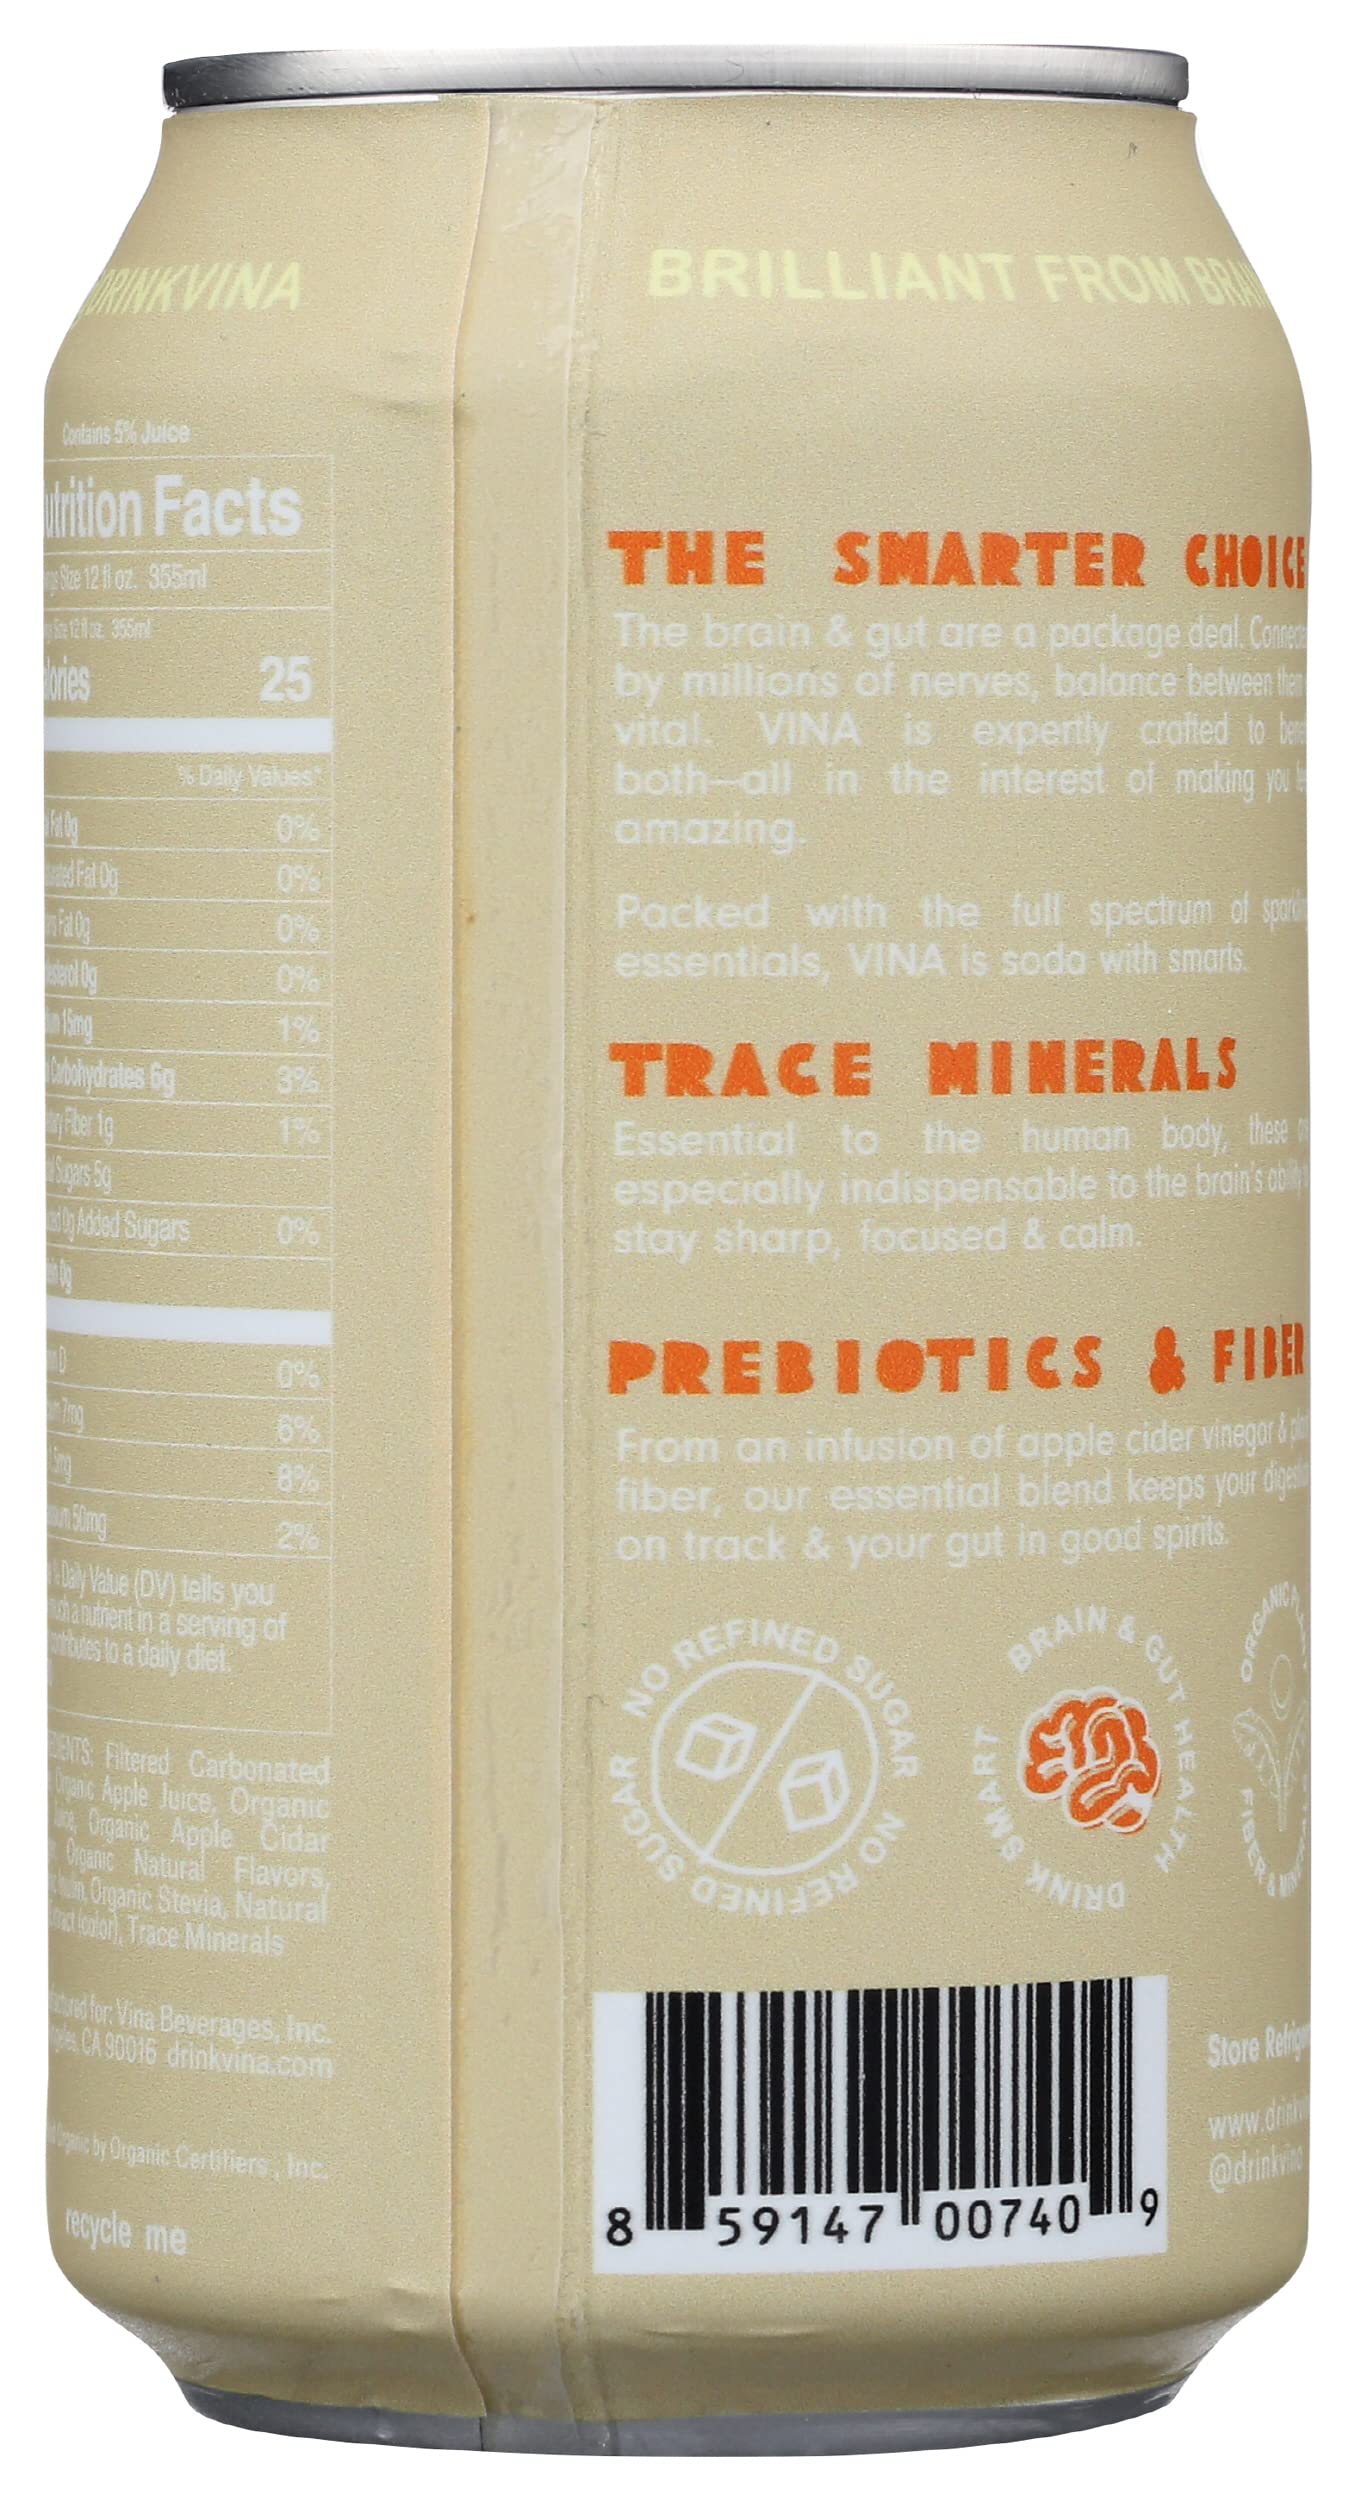 DRINKVINA
Contains 5% Juice
Facts
Size 12 fl oz. 355ml
Size 12 fl oz. 355ml
25
% Daily Values*
Fat 0g 0%
Fat 0g 0%
Fat 0g 0%
0g 0%
15mg 1%
Carbohydrates 6g 3%
Fiber 1g 1%
Sugars 5g
0g Added Sugars 0%
0g
D 0%
7mg 6%
8%
50mg 2%
% Daily Value (DV) tells you
a nutrient in a serving of
to a daily diet.
Filtered Carbonated
Organic Apple Juice, Organic
Juice, Organic Apple Cidar
Organic Natural Flavors,
Organic Stevia, Natural
(color), Trace Minerals
for: Vina Beverages, Inc.
CA 90016 drinkvina.com
Organic by Organic Certifiers, Inc.
recycle me
BRILLIANT FROM
THE SMARTER CHOICE
The brain & gut are a package deal.
by millions of nerves, balance between them
vital. VINA is expertly crafted to
both—all in the interest of making you
amazing.
Packed with the full spectrum of
essentials, VINA is soda with smarts.
TRACE MINERALS
Essential to the human body, these
especially indispensable to the brain's ability
stay sharp, focused & calm.
PREBIOTICS & FIBER
From an infusion of apple cider vinegar &
fiber, our essential blend keeps your
on track & your gut in good spirits.
NO REFINED SUGAR NO REFINED SUGAR
BRAIN & GUT HEALTH DRINK SMART
ORGANIC
FIBER &
8 59147 00740 9
Store
@drinkvina